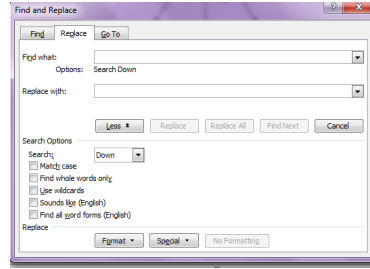 Find and Replace
Find Replace Go To
Find what:
Options: Search Down
Replace with:
Less Replace Replace All Find Next Cancel
Search Options
Search: Down
Match case
Find whole words only
Use wildcards
Sounds like (English)
Find all word forms (English)
Replace
Format Special No Formatting